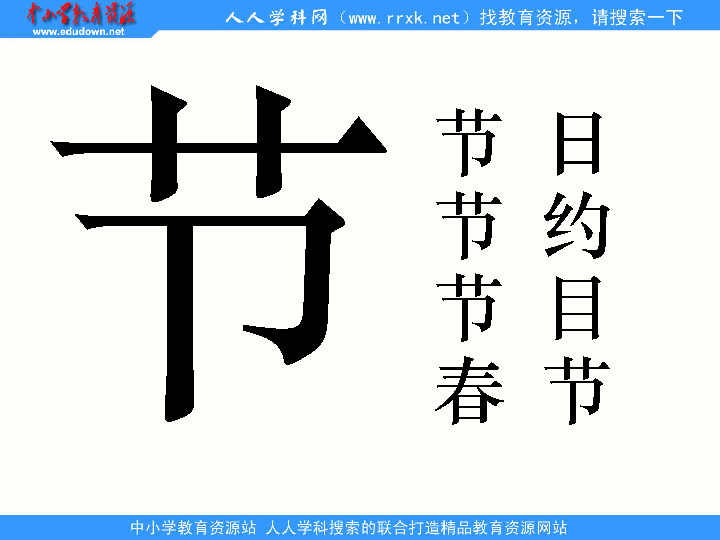 中小学教育资源
www.edudown.net
人人学科网（www.rrxk.net）找教育资源，请搜索一下
节
节日
节约
节目
春节
中小学教育资源站 人人学科搜索的联合打造精品教育资源网站